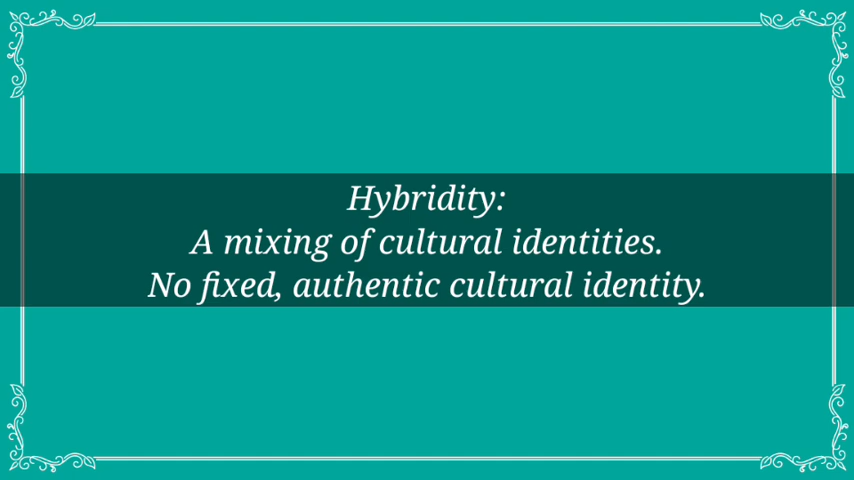 Hybridity:
A mixing of cultural identities.
No fixed, authentic cultural identity.